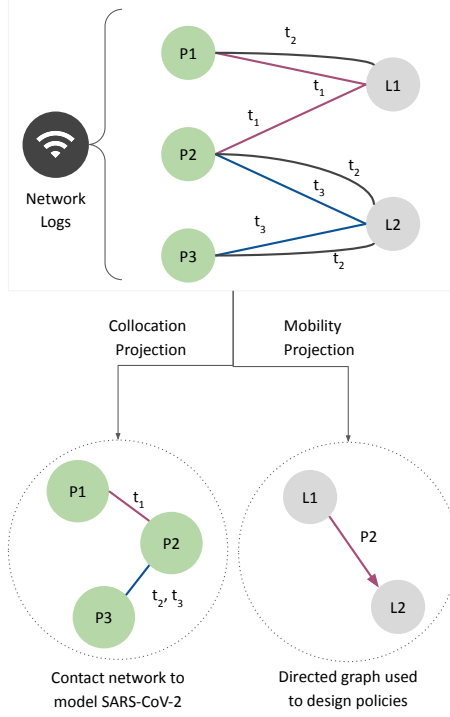 t2
P1
L1
t1
t1
P2
Network
Logs
t2
t3
t3
L2
P3
t2
Collocation
Projection
Mobility
Projection
P1
t1
P2
t2, t3
P3
L1
P2
L2
Contact network to
model SARS-CoV-2
Directed graph used
to design policies